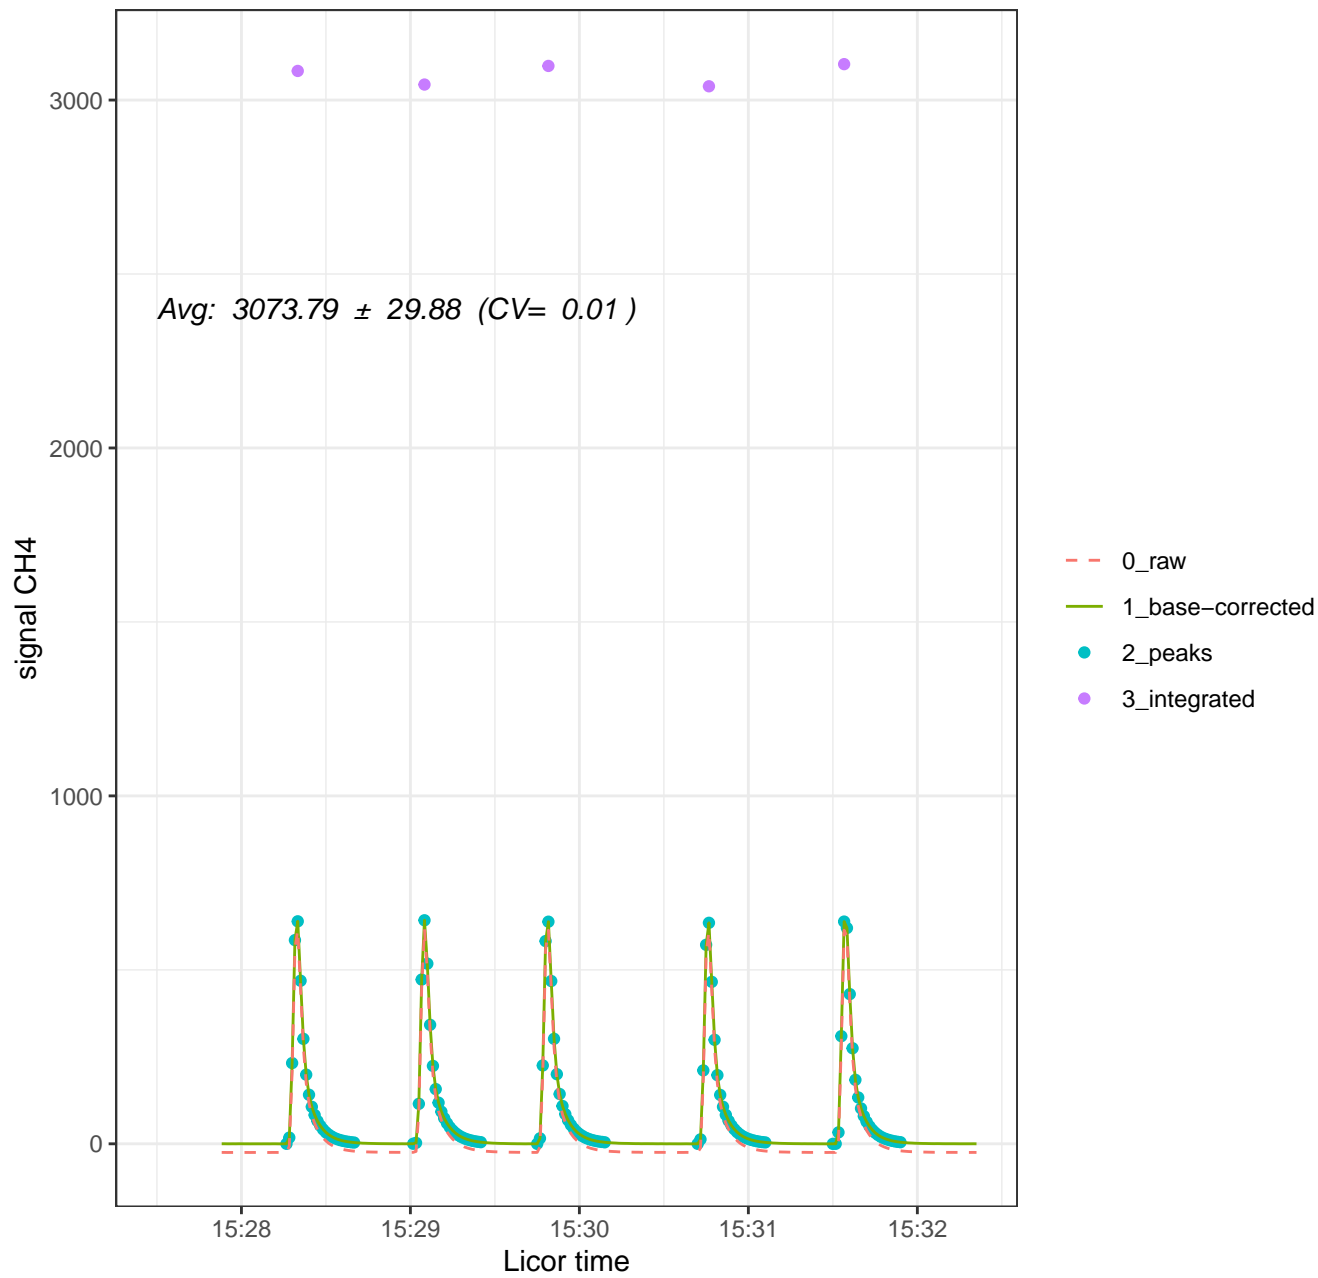 3000
Avg: 3073.79 ± 29.88 (CV= 0.01 )
2000
signal CH4
0_raw
1_base−corrected
2_peaks
3_integrated
1000
0
15:28 15:29 15:30 15:31 15:32
Licor time